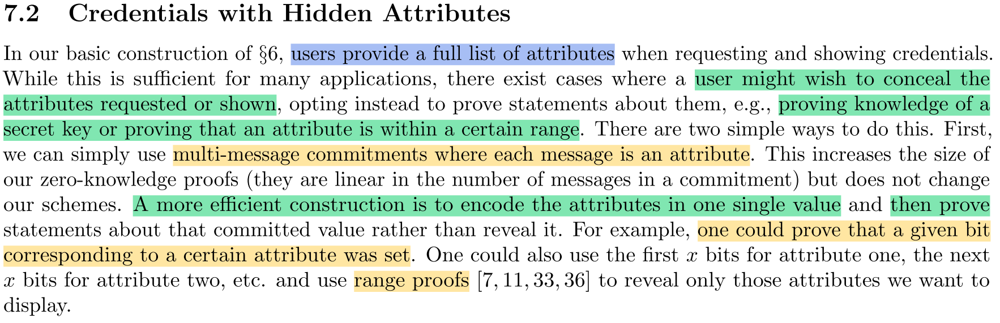 7.2 Credentials with Hidden Attributes
In our basic construction of §6, users provide a full list of attributes when requesting and showing credentials.
While this is sufficient for many applications, there exist cases where a user might wish to conceal the
attributes requested or shown, opting instead to prove statements about them, e.g., proving knowledge of a
secret key or proving that an attribute is within a certain range. There are two simple ways to do this. First,
we can simply use multi-message commitments where each message is an attribute. This increases the size of
our zero-knowledge proofs (they are linear in the number of messages in a commitment) but does not change
our schemes. A more efficient construction is to encode the attributes in one single value and then prove
statements about that committed value rather than reveal it. For example, one could prove that a given bit
corresponding to a certain attribute was set. One could also use the first x bits for attribute one, the next
x bits for attribute two, etc. and use range proofs [7, 11, 33, 36] to reveal only those attributes we want to
display.